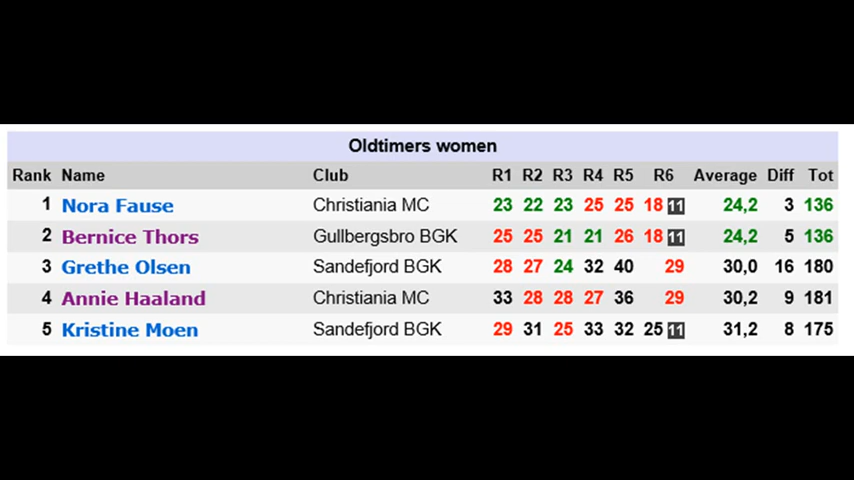 Oldtimers women
Rank Name Club R1 R2 R3 R4 R5 R6 Average Diff Tot
1 Nora Fause Christiania MC 23 22 23 25 25 18 11 24,2 3 136
2 Bernice Thors Gullbergsbro BGK 25 25 21 21 26 18 11 24,2 5 136
3 Grethe Olsen Sandefjord BGK 28 27 24 32 40 29 30,0 16 180
4 Annie Haaland Christiania MC 33 28 28 27 36 29 30,2 9 181
5 Kristine Moen Sandefjord BGK 29 31 25 33 32 25 11 31,2 8 175